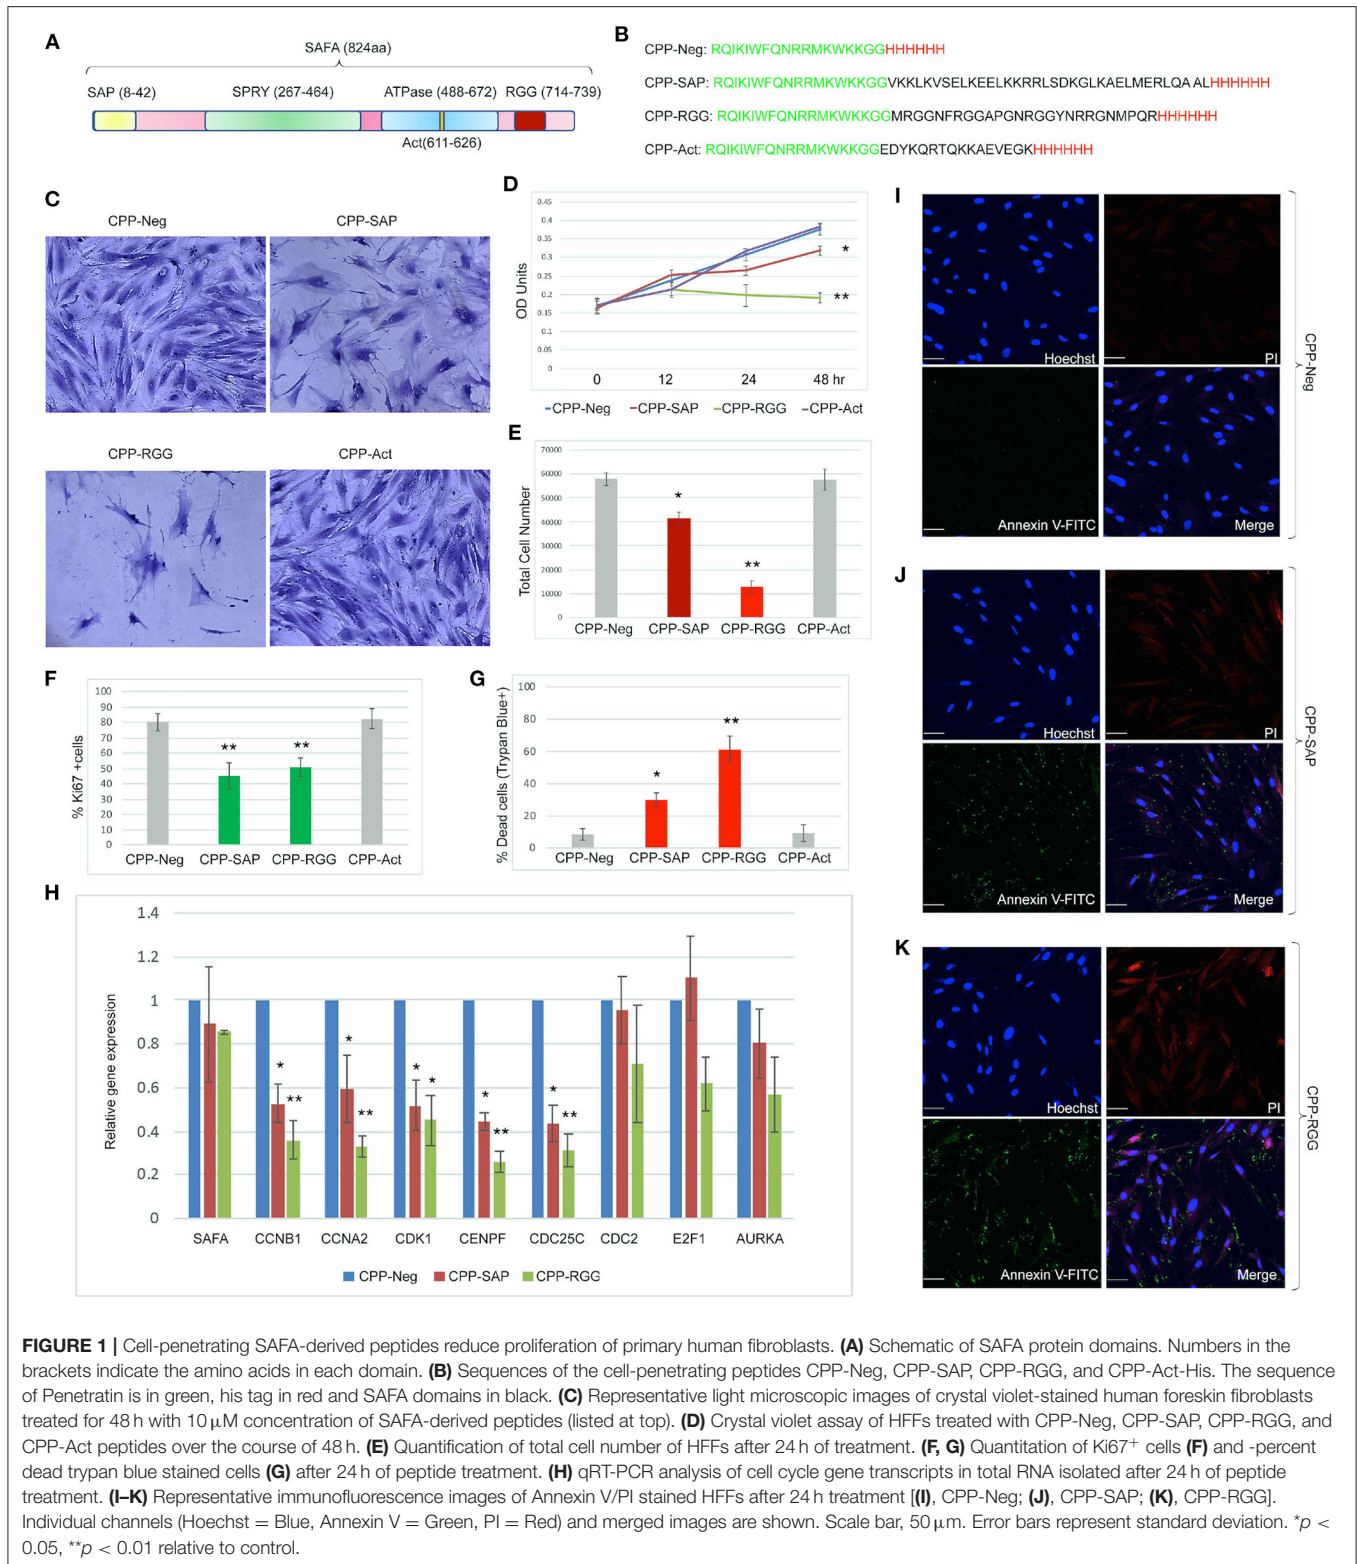 A
SAFA (824aa)
SAP (8-42) SPRY (267-464) ATPase (488-672) RGG (714-739)
Act(611-626)
B
CPP-Neg: RQIKIWFQNRRMKWKKGGHHHHHH
CPP-SAP: RQIKIWFQNRRMKWKKGGVKKLKVSELKEELKKRRLSDKGLKAELMERLQAALHHHHHH
CPP-RGG: RQIKIWFQNRRMKWKKGGMRGGNFRGGAPGNRGGYNRRGNMPQRHHHHHH
CPP-Act: RQIKIWFQNRRMKWKKGGEDYKQRTQKKAEVEGKHHHHHH
C
CPP-Neg CPP-SAP
CPP-RGG CPP-Act
D
OD Units
0.45
0.4
0.35
0.3
0.25
0.2
0.15
0.1
0.05
0
*
**
0 12 24 48 hr
CPP-Neg CPP-SAP CPP-RGG CPP-Act
E
Total Cell Number
70000
60000
50000
40000
30000
20000
10000
0
*
**
CPP-Neg CPP-SAP CPP-RGG CPP-Act
F
% Ki67 +cells
100
90
80
70
60
50
40
30
20
10
0
** **
CPP-Neg CPP-SAP CPP-RGG CPP-Act
G
% Dead cells (Trypan Blue+)
100
80
60
40
20
0
*
**
CPP-Neg CPP-SAP CPP-RGG CPP-Act
H
Relative gene expression
1.4
1.2
1
0.8
0.6
0.4
0.2
0
* ** * ** * * * ** * **
SAFA CCNB1 CCNA2 CDK1 CENPF CDC25C CDC2 E2F1 AURKA
CPP-Neg CPP-SAP CPP-RGG
I
Hoechst PI
Annexin V-FITC Merge
CPP-Neg
J
Hoechst PI
Annexin V-FITC Merge
CPP-SAP
K
Hoechst PI
Annexin V-FITC Merge
CPP-RGG
FIGURE 1 | Cell-penetrating SAFA-derived peptides reduce proliferation of primary human fibroblasts. (A) Schematic of SAFA protein domains. Numbers in the
brackets indicate the amino acids in each domain. (B) Sequences of the cell-penetrating peptides CPP-Neg, CPP-SAP, CPP-RGG, and CPP-Act-His. The sequence
of Penetratin is in green, his tag in red and SAFA domains in black. (C) Representative light microscopic images of crystal violet-stained human foreskin fibroblasts
treated for 48 h with 10 μM concentration of SAFA-derived peptides (listed at top). (D) Crystal violet assay of HFFs treated with CPP-Neg, CPP-SAP, CPP-RGG, and
CPP-Act peptides over the course of 48 h. (E) Quantification of total cell number of HFFs after 24 h of treatment. (F, G) Quantitation of Ki67+ cells (F) and -percent
dead trypan blue stained cells (G) after 24 h of peptide treatment. (H) qRT-PCR analysis of cell cycle gene transcripts in total RNA isolated after 24 h of peptide
treatment. (I–K) Representative immunofluorescence images of Annexin V/PI stained HFFs after 24 h treatment [(I), CPP-Neg; (J), CPP-SAP; (K), CPP-RGG].
Individual channels (Hoechst = Blue, Annexin V = Green, PI = Red) and merged images are shown. Scale bar, 50 μm. Error bars represent standard deviation. *p <
0.05, **p < 0.01 relative to control.